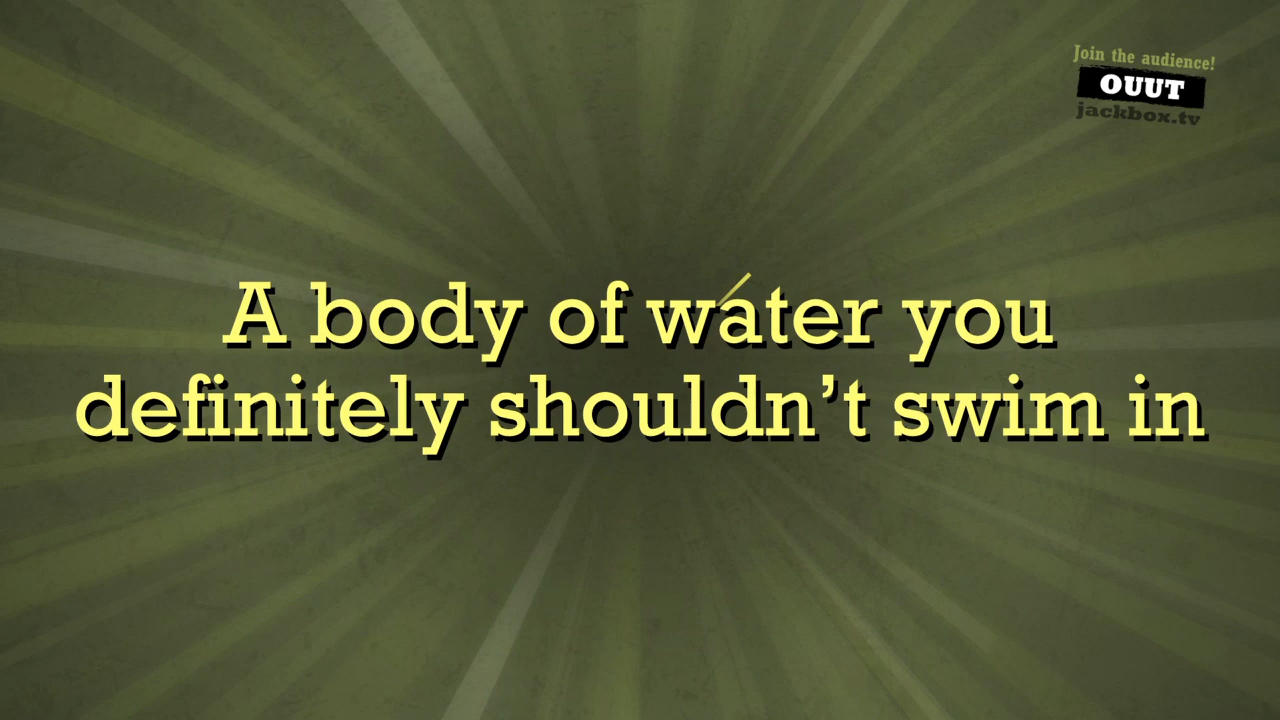 Join the audience!
OUUT
jackbox.tv
A body of water you
definitely shouldn’t swim in